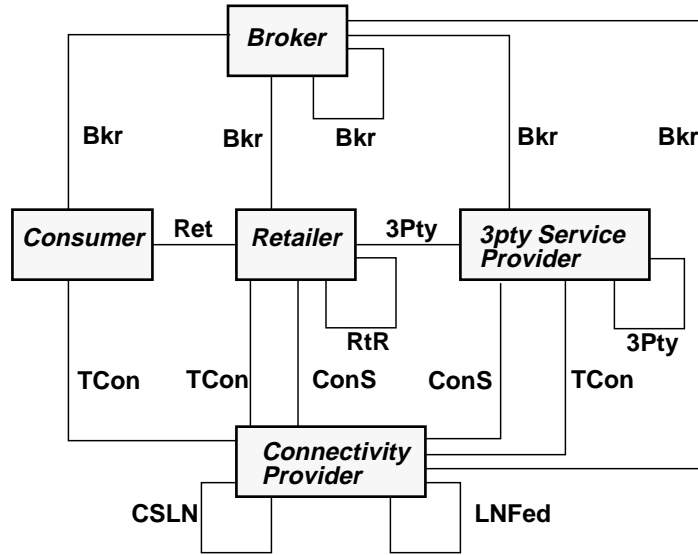 Broker
Bkr
Bkr
Bkr
Bkr
Bkr
Consumer
Ret
Retailer
3Pty
3pty Service
Provider
RtR
3Pty
TCon
TCon
ConS
ConS
TCon
Connectivity
Provider
CSLN
LNFed